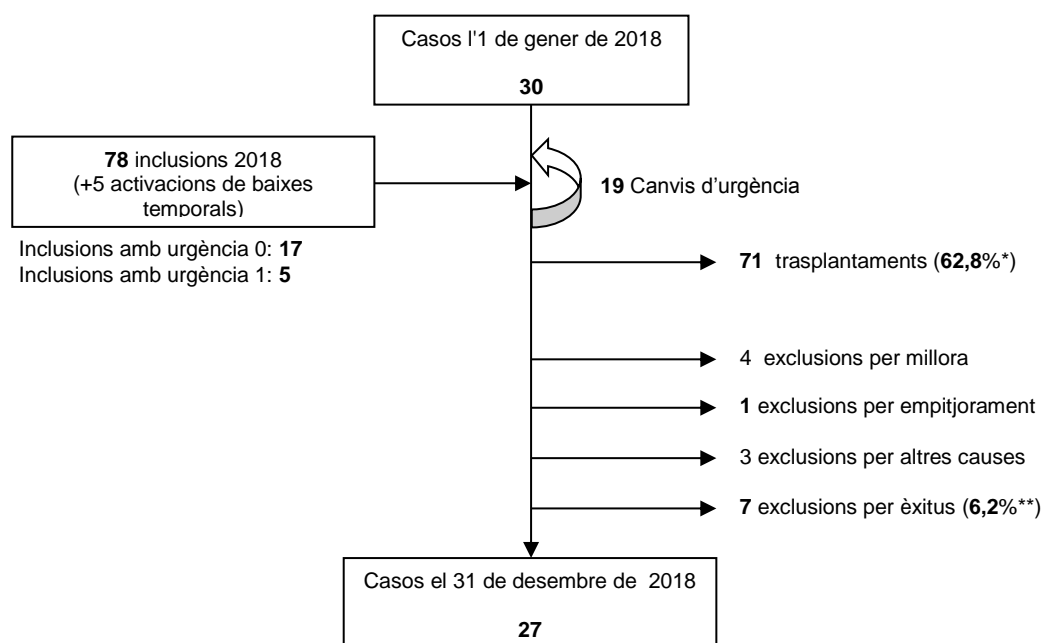 Casos l'1 de gener de 2018
30
78 inclusions 2018
(+5 activacions de baixes
temporals)
19 Canvis d'urgència
Inclusions amb urgència 0: 17
Inclusions amb urgència 1: 5
71 trasplantaments (62,8%*)
4 exclusions per millora
1 exclusions per empitjorament
3 exclusions per altres causes
7 exclusions per èxitus (6,2%**)
Casos el 31 de desembre de 2018
27